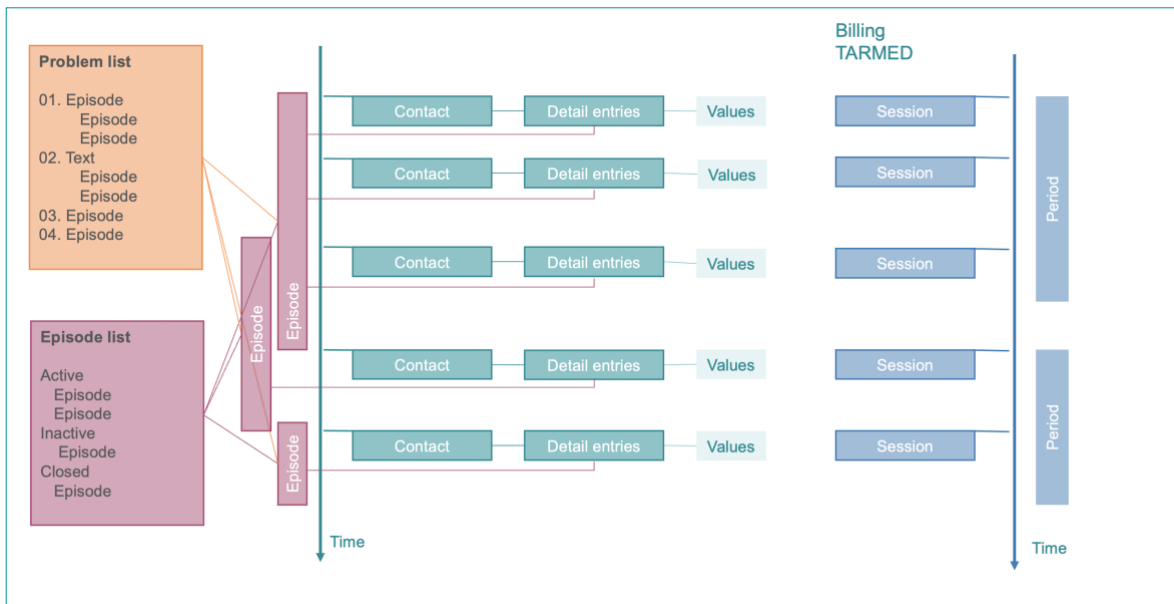 Problem list
01. Episode
Episode
Episode
02. Text
Episode
Episode
03. Episode
04. Episode
Episode list
Active
Episode
Episode
Inactive
Episode
Closed
Episode
Episode
Episode
Episode
Contact Detail entries Values
Contact Detail entries Values
Contact Detail entries Values
Contact Detail entries Values
Contact Detail entries Values
Time
Billing
TARMED
Session
Session
Session
Session
Session
Period
Period
Time